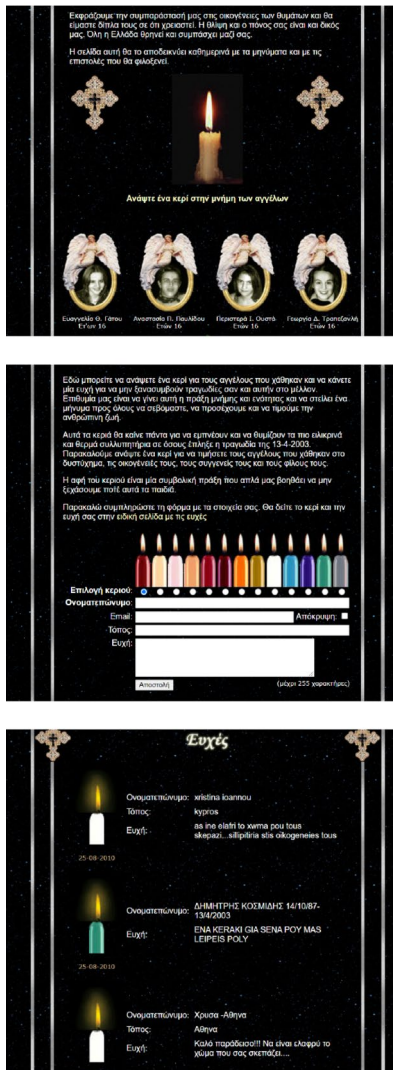 Εκφράζουμε την συμπαράστασή μας στις οικογένειες των θυμάτων και θα
είμαστε δίπλα τους σε ότι χρειαστεί. Η θλίψη και ο πόνος σας είναι και δικός
μας. Όλη η Ελλάδα θρηνεί και συμπάσχει μαζί σας.
Η σελίδα αυτή θα το αποδεικνύει καθημερινά με τα μηνύματα και με τις
επιστολές που θα φιλοξενεί.
Ανάψτε ένα κερί στην μνήμη των αγγέλων
Ευαγγελία Θ. Γάτου
Ετών 16
Αναστασία Π. Παυλίδου
Ετών 16
Περιστερά Ι. Ουστά
Ετών 16
Γεωργία Δ. Τραπεζανλή
Ετών 16
Εδώ μπορείτε να ανάψετε ένα κερί για τους αγγέλους που χάθηκαν και να κάνετε
μία ευχή για να μην ξανασυμβούν τραγωδίες σαν και αυτήν στο μέλλον.
Επιθυμία μας είναι να γίνει αυτή η πράξη μνήμης και ενότητας και να στείλει ένα
μήνυμα προς όλους να σεβόμαστε, να προσέχουμε και να τιμούμε την
ανθρώπινη ζωή.
Αυτά τα κεριά θα καίνε πάντα για να εμπνέουν και θα θυμίζουν τα πιο ειλικρινά
και θερμά συλλυπητήρια σε όσους έπληξε η τραγωδία της 13-4-2003.
Παρακαλούμε ανάψτε ένα κερί για να τιμήσετε τους αγγέλους που χάθηκαν στο
δυστύχημα, τις οικογένειές τους, τους συγγενείς τους και τους φίλους τους.
Η αφή του κεριού είναι μία συμβολική πράξη που απλά μας βοηθάει να μην
ξεχάσουμε ποτέ αυτά τα παιδιά.
Παρακαλώ συμπληρώστε τη φόρμα με τα στοιχεία σας. Θα δείτε το κερί και την
ευχή σας στην ειδική σελίδα με τις ευχές
Επιλογή κεριού:
Ονοματεπώνυμο:
Email: Απόκρυψη:
Τόπος:
Ευχή:
Αποστολή (μέχρι 255 χαρακτήρες)
Ευχές
Ονοματεπώνυμο: xristina ioannou
Τόπος: kypros
Ευχή: as ine elafri to xwma pou tous
skepazi...sillipitiria stis oikogeneies tous
25-08-2010
Ονοματεπώνυμο: ΔΗΜΗΤΡΗΣ ΚΟΣΜΙΔΗΣ 14/10/87-
13/4/2003
Ευχή: ENA KERAKI GIA SENA POY MAS
LEIPEIS POLY
25-08-2010
Ονοματεπώνυμο: Χρυσα -Αθηνα
Τόπος: Αθηνα
Ευχή: Καλό παράδεισο!!! Να είναι ελαφρύ το
χώμα που σας σκεπάζει....